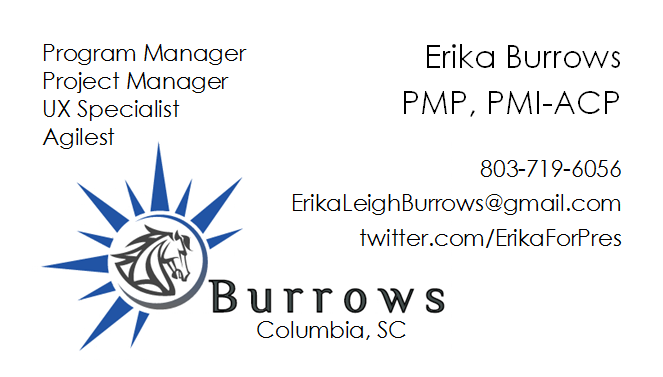 Program Manager
Project Manager
UX Specialist
Agilest
Erika Burrows
PMP, PMI-ACP
803-719-6056
ErikaLeighBurrows@gmail.com
twitter.com/ErikaForPres
Burrows
Columbia, SC